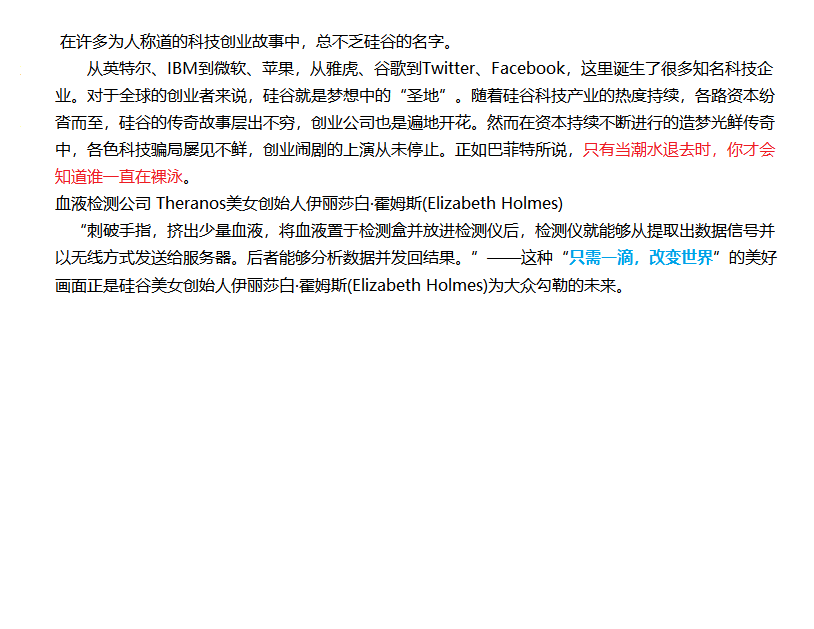 在许多为人称道的科技创业故事中，总不乏硅谷的名字。
从英特尔、IBM到微软、苹果，从雅虎、谷歌到Twitter、Facebook，这里诞生了很多知名科技企
业。对于全球的创业者来说，硅谷就是梦想中的“圣地”。随着硅谷科技产业的热度持续，各路资本纷
沓而至，硅谷的传奇故事层出不穷，创业公司也是遍地开花。然而在资本持续不断进行的造梦光鲜传奇
中，各色科技骗局屡见不鲜，创业闹剧的上演从未停止。正如巴菲特所说，只有当潮水退去时，你才会
知道谁一直在裸泳。
血液检测公司 Theranos美女创始人伊丽莎白·霍姆斯(Elizabeth Holmes)
“刺破手指，挤出少量血液，将血液置于检测盒并放进检测仪后，检测仪就能够从提取出数据信号并
以无线方式发送给服务器。后者能够分析数据并发回结果。”——这种“只需一滴，改变世界”的美好
画面正是硅谷美女创始人伊丽莎白·霍姆斯(Elizabeth Holmes)为大众勾勒的未来。